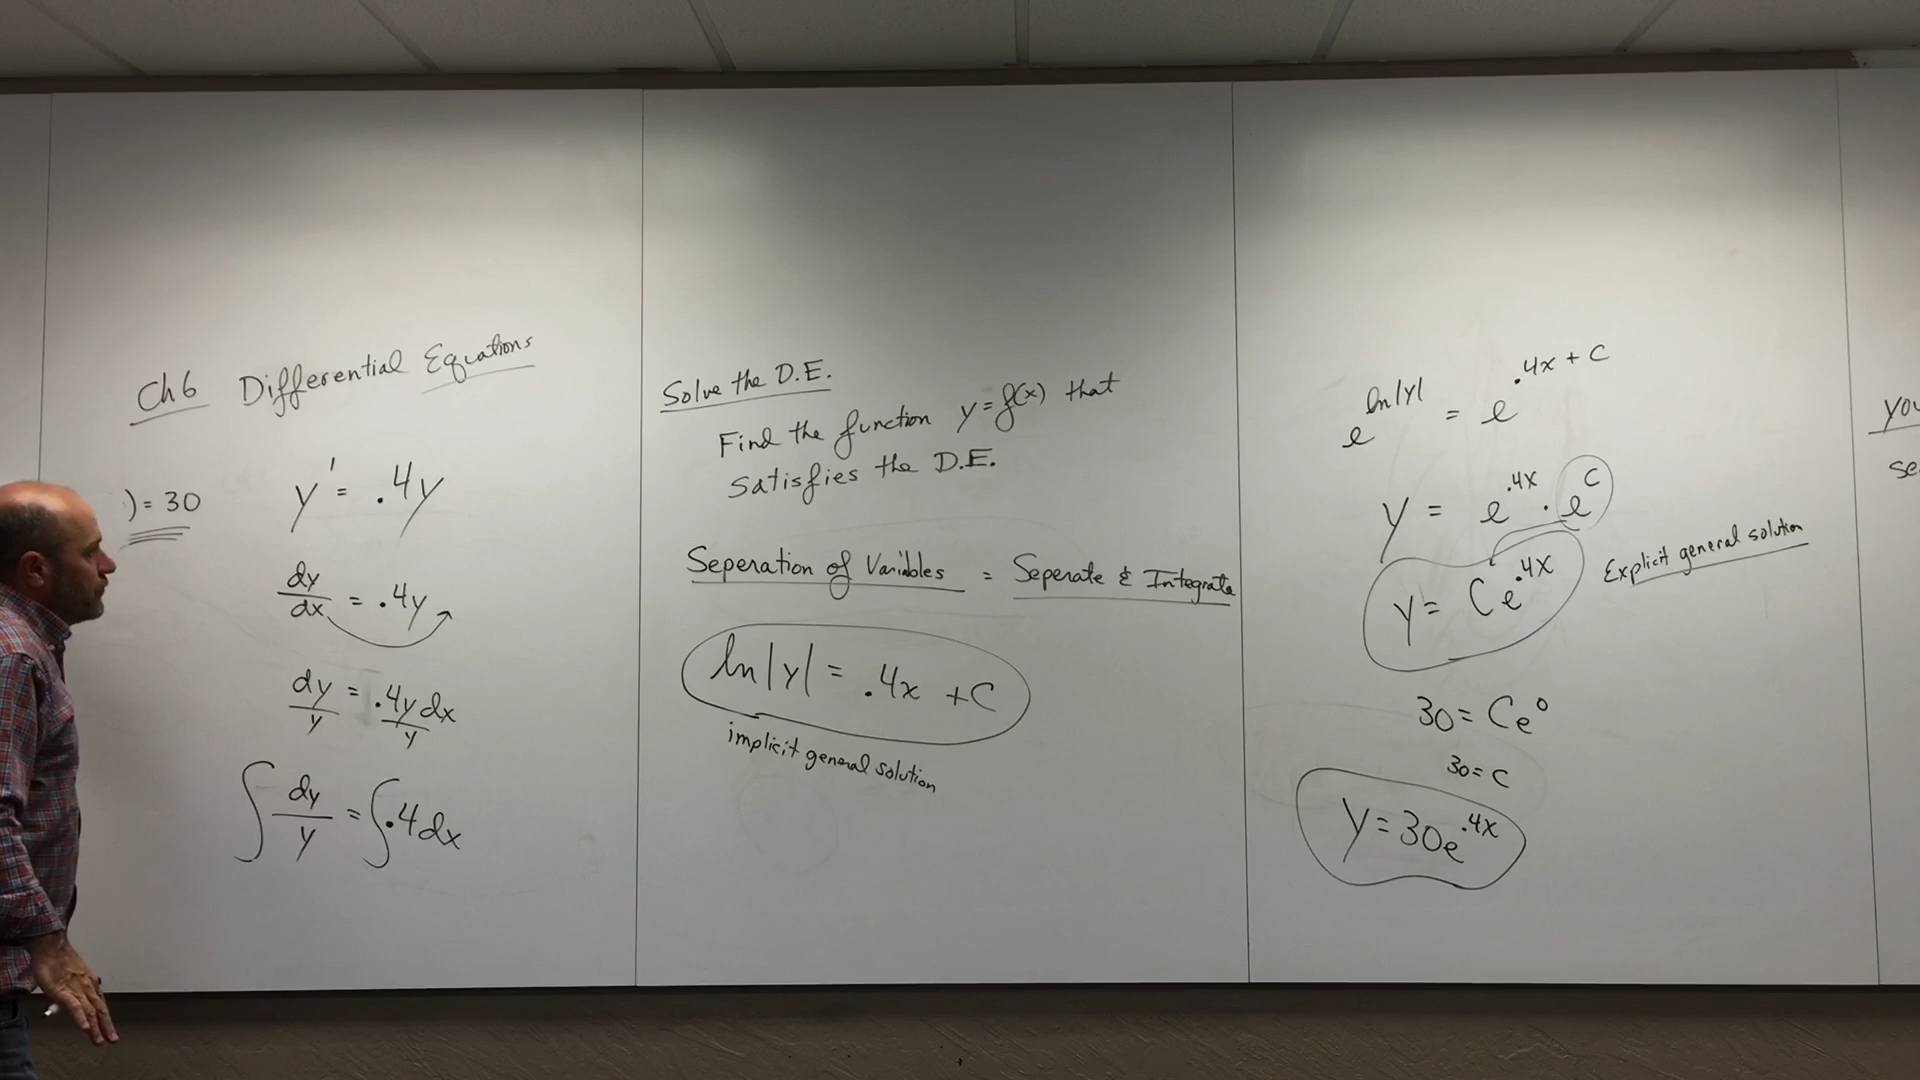 Ch 6 Differential Equations
) = 30
y' = .4y
dy/dx = .4y
dy/y = .4y dx/y
∫ dy/y = ∫ .4 dx
Solve the D.E.
Find the function y = f(x) that
satisfies the D.E.
Seperation of Variables = Seperate & Integrate
ln|y| = .4x + C
implicit general solution
e^ln|y| = e^.4x + C
y = e^.4x · e^C
y = Ce^.4x
Explicit general solution
30 = Ce^0
30 = C
y = 30e^.4x